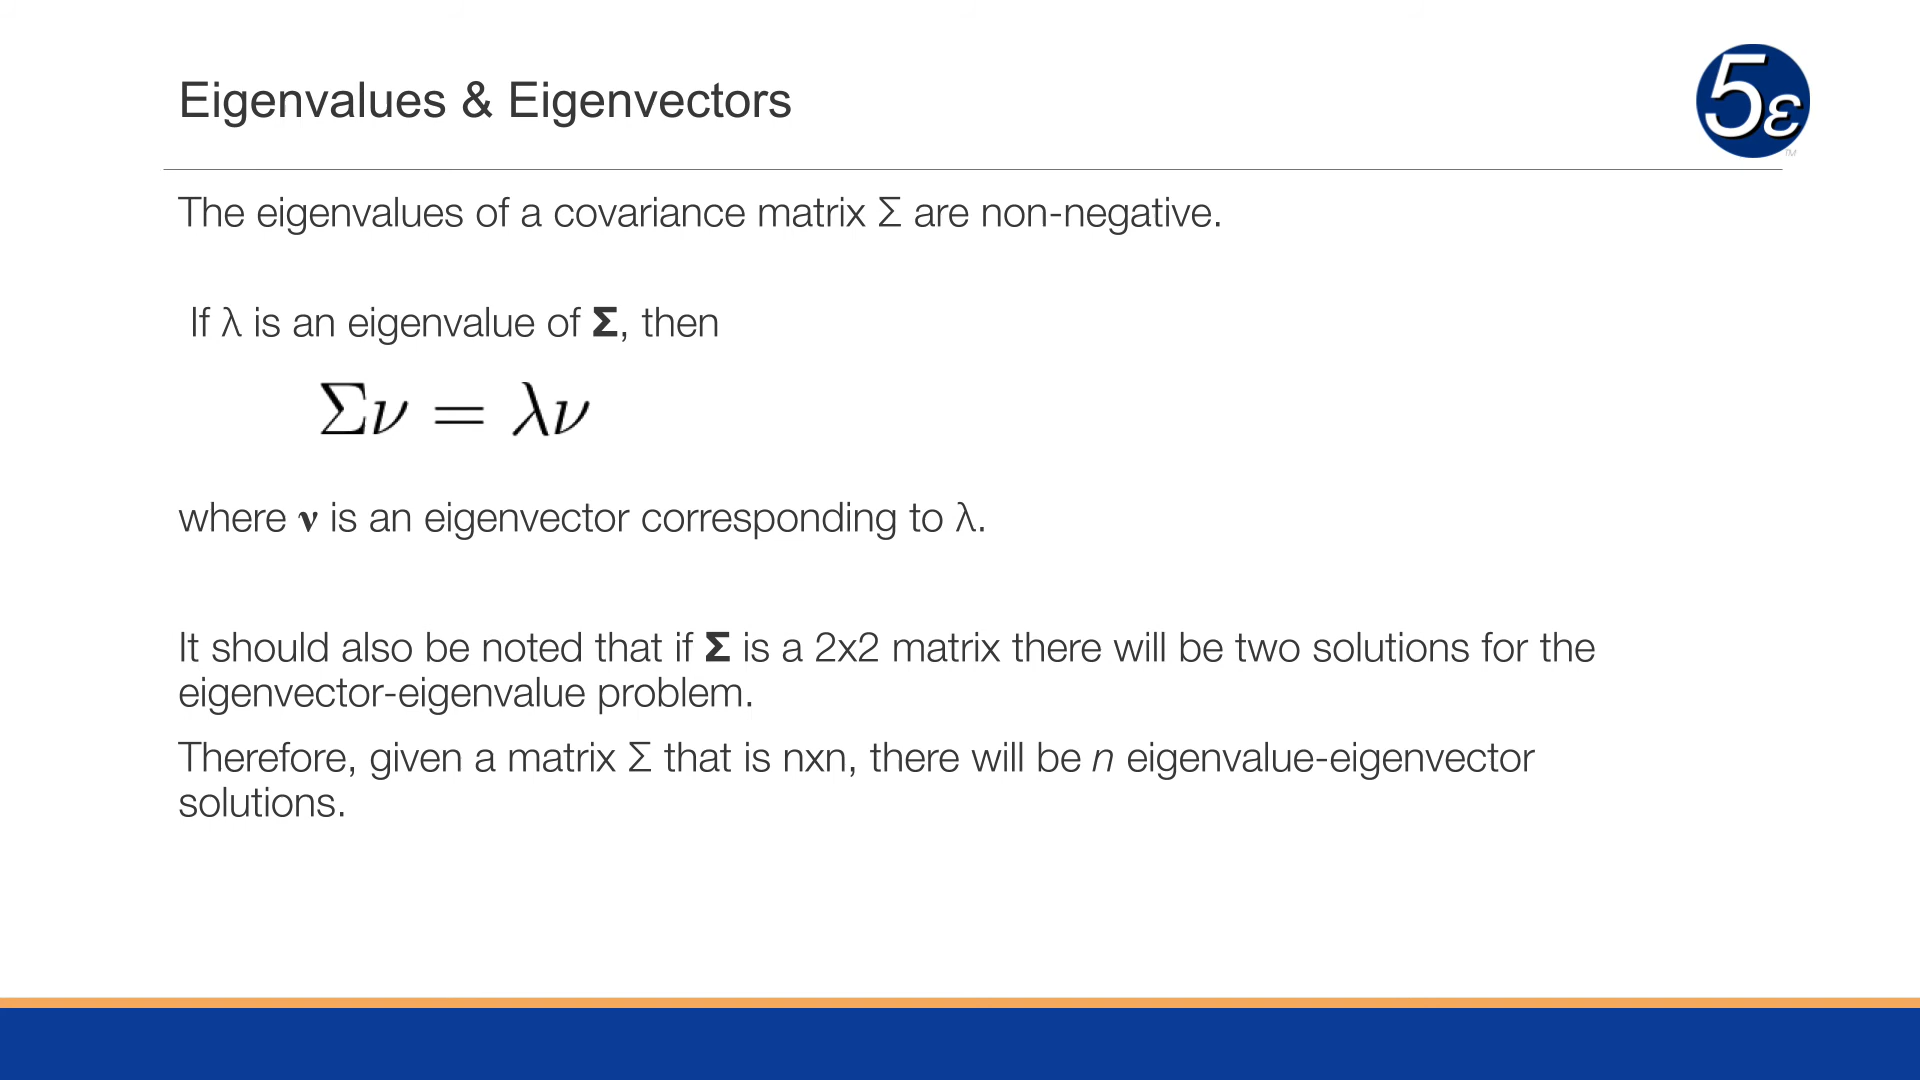 Eigenvalues & Eigenvectors
5ε
TM
The eigenvalues of a covariance matrix Σ are non-negative.
If λ is an eigenvalue of Σ, then
Σν = λν
where ν is an eigenvector corresponding to λ.
It should also be noted that if Σ is a 2x2 matrix there will be two solutions for the
eigenvector-eigenvalue problem.
Therefore, given a matrix Σ that is nxn, there will be n eigenvalue-eigenvector
solutions.